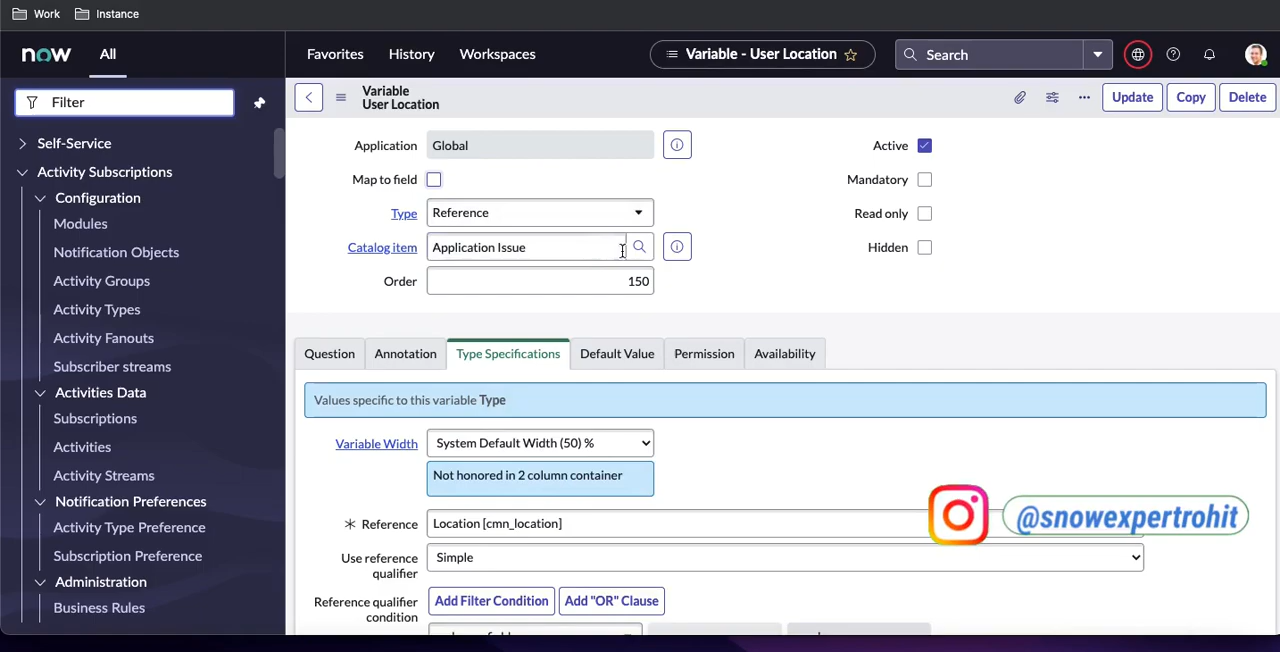 Work Instance
now All Favorites History Workspaces Variable - User Location Search
Filter
Variable
User Location
Update Copy Delete
Self-Service
Activity Subscriptions
Configuration
Modules
Notification Objects
Activity Groups
Activity Types
Activity Fanouts
Subscriber streams
Activities Data
Subscriptions
Activities
Activity Streams
Notification Preferences
Activity Type Preference
Subscription Preference
Administration
Business Rules
Application Global
Active
Map to field
Mandatory
Type Reference
Read only
Catalog item Application Issue
Hidden
Order 150
Question Annotation Type Specifications Default Value Permission Availability
Values specific to this variable Type
Variable Width System Default Width (50) %
Not honored in 2 column container
* Reference Location [cmn_location]
@snowexpertrohit
Use reference
qualifier
Simple
Reference qualifier
condition
Add Filter Condition Add "OR" Clause